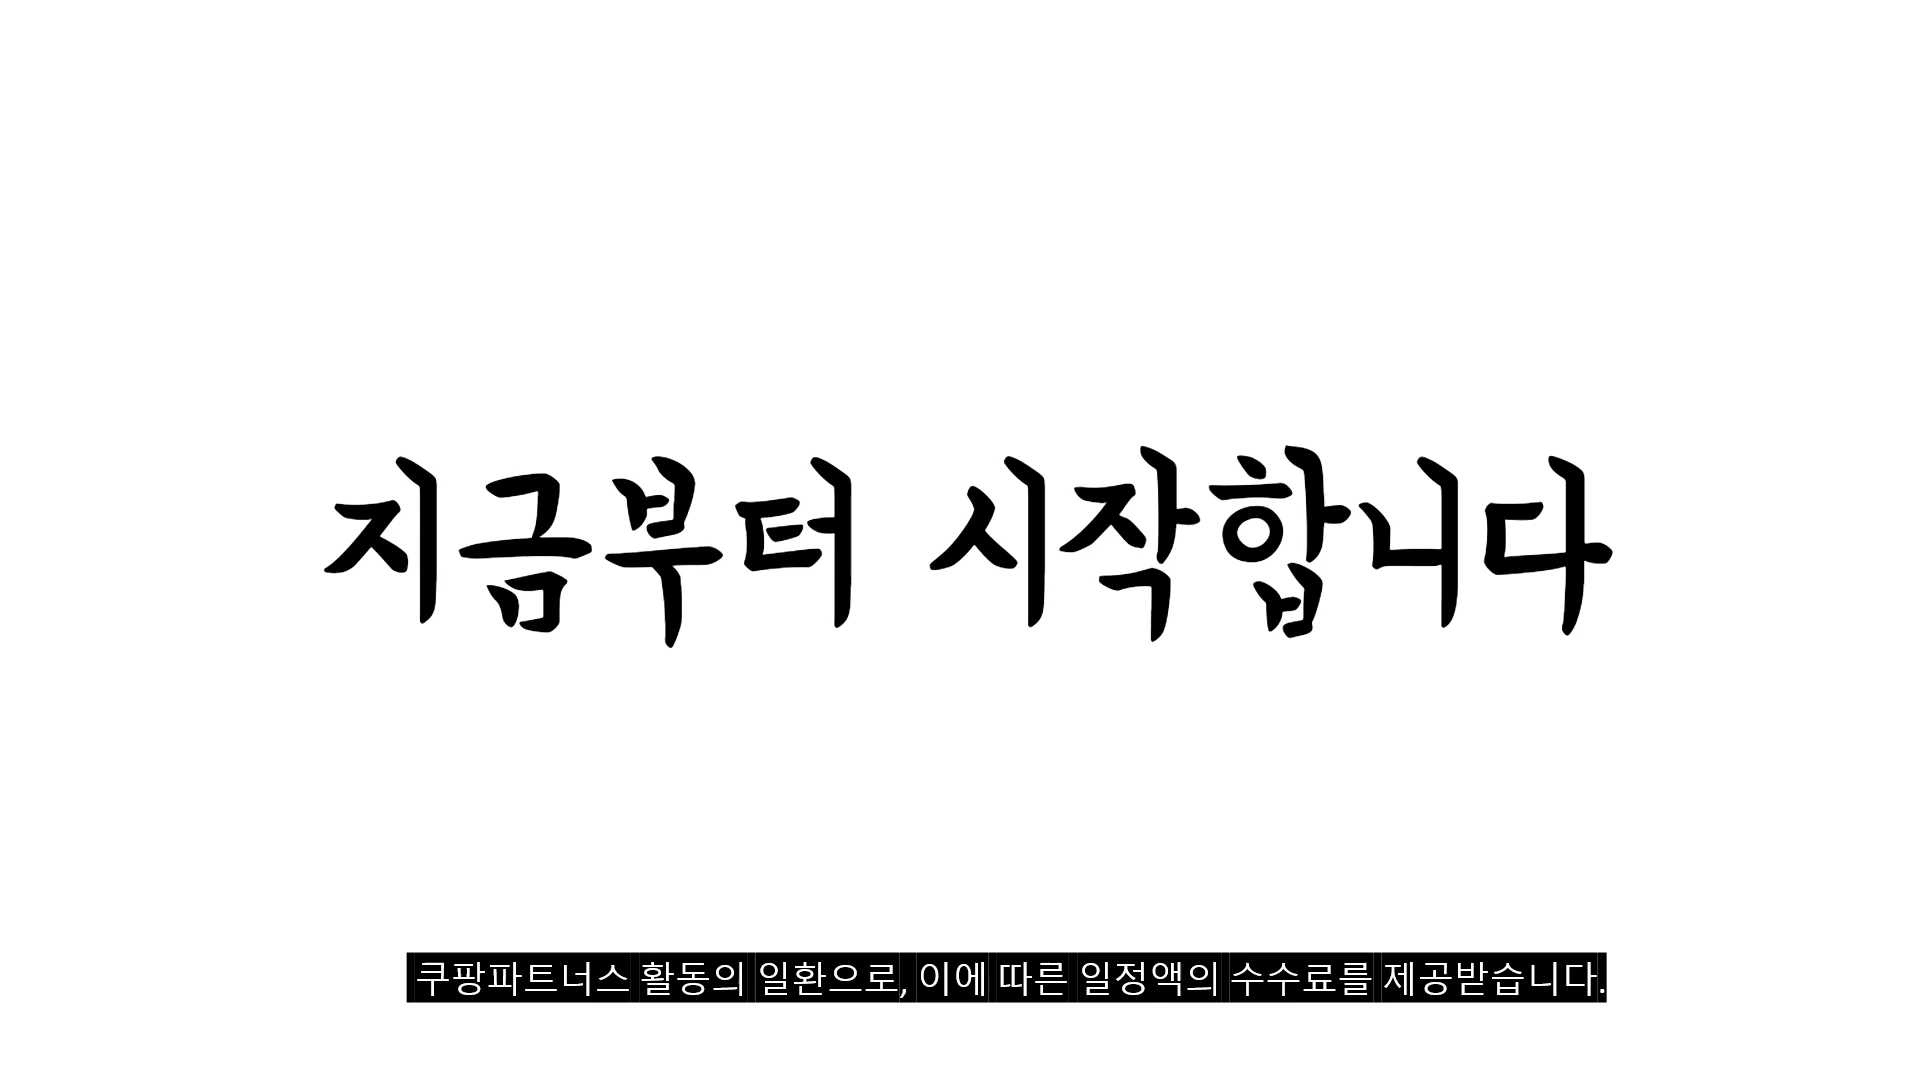 지금부터 시작합니다
쿠팡파트너스 활동의 일환으로, 이에 따른 일정액의 수수료를 제공받습니다.